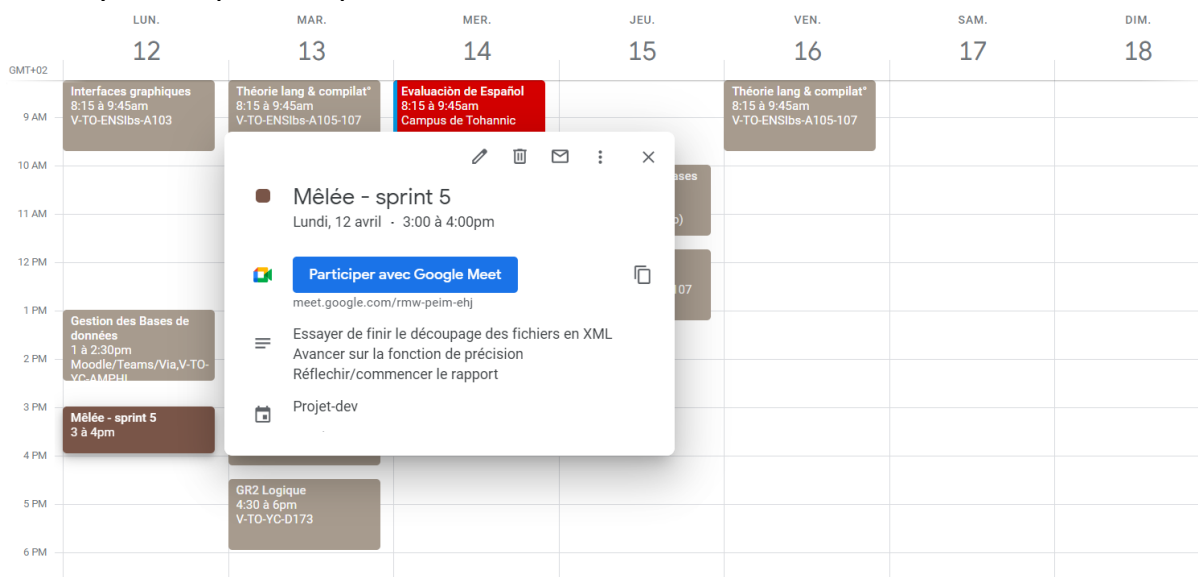 LUN.
MAR.
MER.
JEU.
VEN.
SAM.
DIM.
12
13
14
15
16
17
18
GMT+02
9 AM
10 AM
11 AM
12 PM
1 PM
2 PM
3 PM
4 PM
5 PM
6 PM
Interfaces graphiques
8:15 à 9:45am
V-TO-ENSIbs-A103
Gestion des Bases de
données
1 à 2:30pm
Moodle/Teams/Via,V-TO-
YC-AMPHI
Mêlée - sprint 5
3 à 4pm
Théorie lang & compilat°
8:15 à 9:45am
V-TO-ENSIbs-A105-107
GR2 Logique
4:30 à 6pm
V-TO-YC-D173
Evaluaciòn de Español
8:15 à 9:45am
Campus de Tohannic
ases
o)
107
Théorie lang & compilat°
8:15 à 9:45am
V-TO-ENSIbs-A105-107
Mêlée - sprint 5
Lundi, 12 avril · 3:00 à 4:00pm
Participer avec Google Meet
meet.google.com/rmw-peim-ehj
Essayer de finir le découpage des fichiers en XML
Avancer sur la fonction de précision
Réflechir/commencer le rapport
Projet-dev